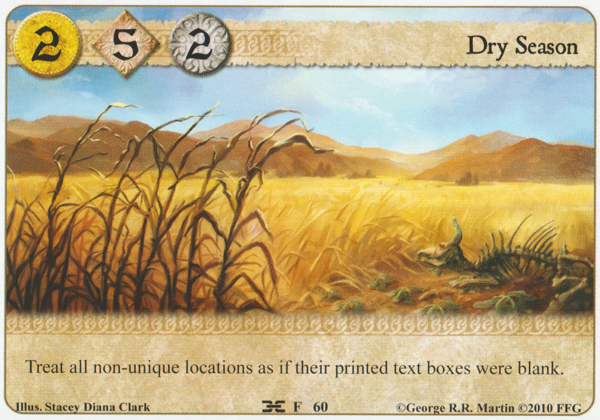 2 5 2 Dry Season
Treat all non-unique locations as if their printed text boxes were blank.
Illus. Stacey Diana Clark F 60 ©George R.R. Martin ©2010 FFG